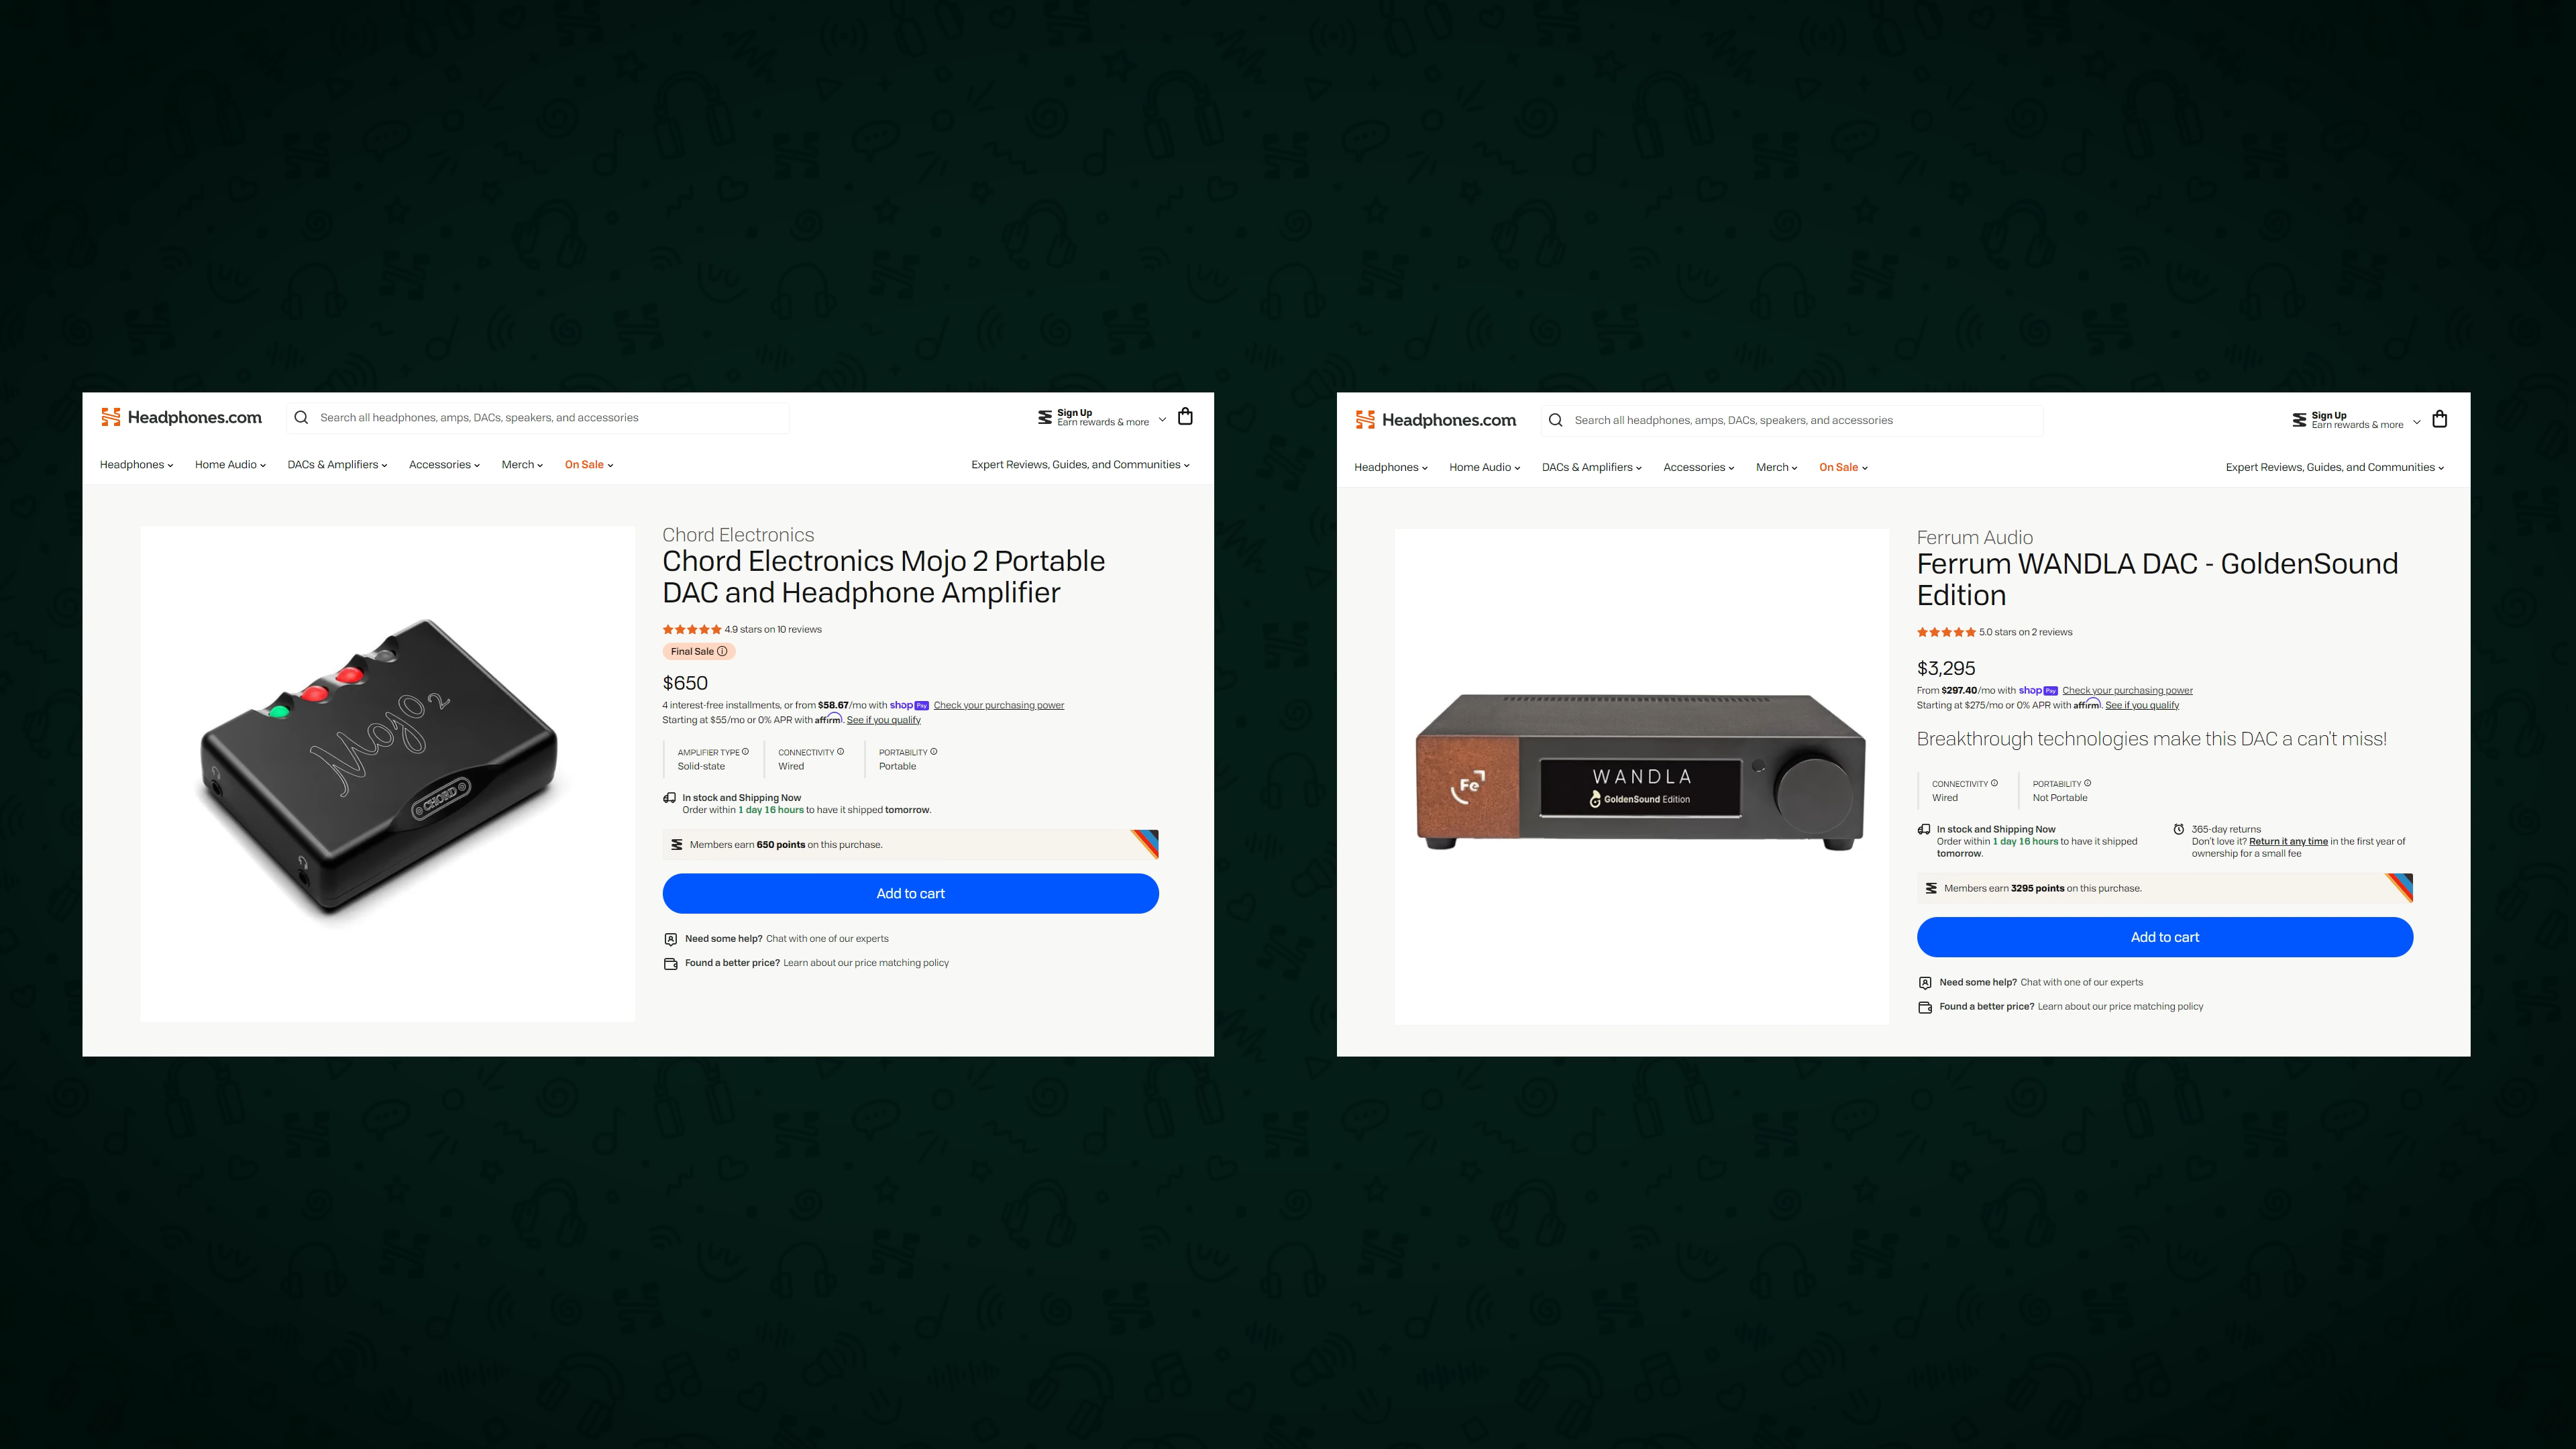 Headphones.com
Search all headphones, amps, DACs, speakers, and accessories
Sign Up
Earn rewards & more
Headphones
Home Audio
DACs & Amplifiers
Accessories
Merch
On Sale
Expert Reviews, Guides, and Communities
Mojo 2
CHORD
Chord Electronics
Chord Electronics Mojo 2 Portable
DAC and Headphone Amplifier
4.9 stars on 10 reviews
Final Sale
$650
4 interest-free installments, or from $58.67/mo with shop Pay Check your purchasing power
Starting at $55/mo or 0% APR with affirm. See if you qualify
AMPLIFIER TYPE
Solid-state
CONNECTIVITY
Wired
PORTABILITY
Portable
In stock and Shipping Now
Order within 1 day 16 hours to have it shipped tomorrow.
Members earn 650 points on this purchase.
Add to cart
Need some help? Chat with one of our experts
Found a better price? Learn about our price matching policy
Headphones.com
Search all headphones, amps, DACs, speakers, and accessories
Sign Up
Earn rewards & more
Headphones
Home Audio
DACs & Amplifiers
Accessories
Merch
On Sale
Expert Reviews, Guides, and Communities
Fe
WANDLA
GoldenSound Edition
Ferrum Audio
Ferrum WANDLA DAC - GoldenSound
Edition
5.0 stars on 2 reviews
$3,295
From $297.40/mo with shop Pay Check your purchasing power
Starting at $275/mo or 0% APR with affirm. See if you qualify
Breakthrough technologies make this DAC a can't miss!
CONNECTIVITY
Wired
PORTABILITY
Not Portable
In stock and Shipping Now
Order within 1 day 16 hours to have it shipped
tomorrow.
365-day returns
Don't love it? Return it any time in the first year of
ownership for a small fee
Members earn 3295 points on this purchase.
Add to cart
Need some help? Chat with one of our experts
Found a better price? Learn about our price matching policy